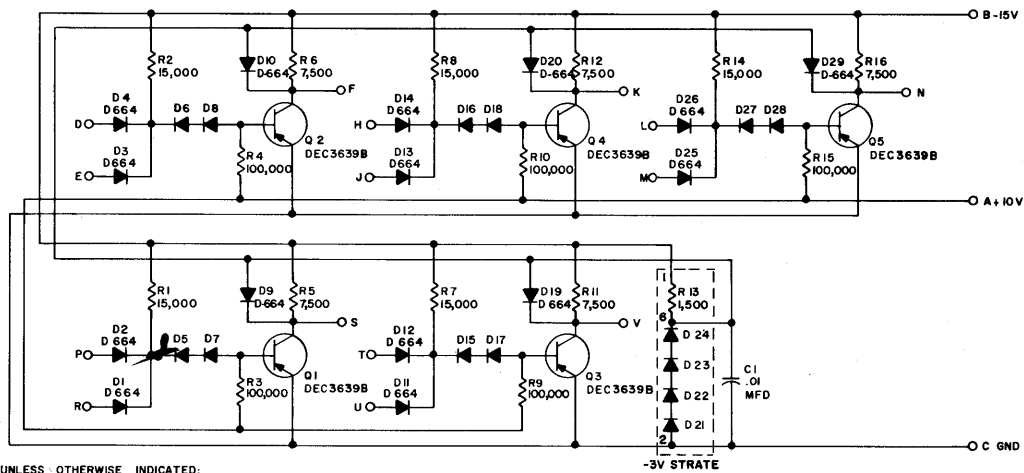 B-15V
R2
15,000
D10
D-664
R6
7,500
F
D4
D664
D
D6
D8
D3
D664
E
R4
100,000
Q2
DEC3639B
R8
15,000
D20
D-664
R12
7,500
K
D14
D664
H
D16
D18
D13
D664
J
R10
100,000
Q4
DEC3639B
R14
15,000
D29
D-664
R16
7,500
N
D26
D664
L
D27
D28
D25
D664
M
R15
100,000
Q5
DEC3639B
A+10V
R1
15,000
D9
D-664
R5
7,500
S
D2
D664
P
D5
D7
D1
D664
R
R3
100,000
Q1
DEC3639B
R7
15,000
D19
D664
R11
7,500
V
D12
D664
T
D15
D17
D11
D664
U
R9
100,000
Q3
DEC3639B
1
R13
1,500
6
D24
D23
D22
D21
2
C1
.01
MFD
C GND
-3V STRATE
UNLESS OTHERWISE INDICATED: